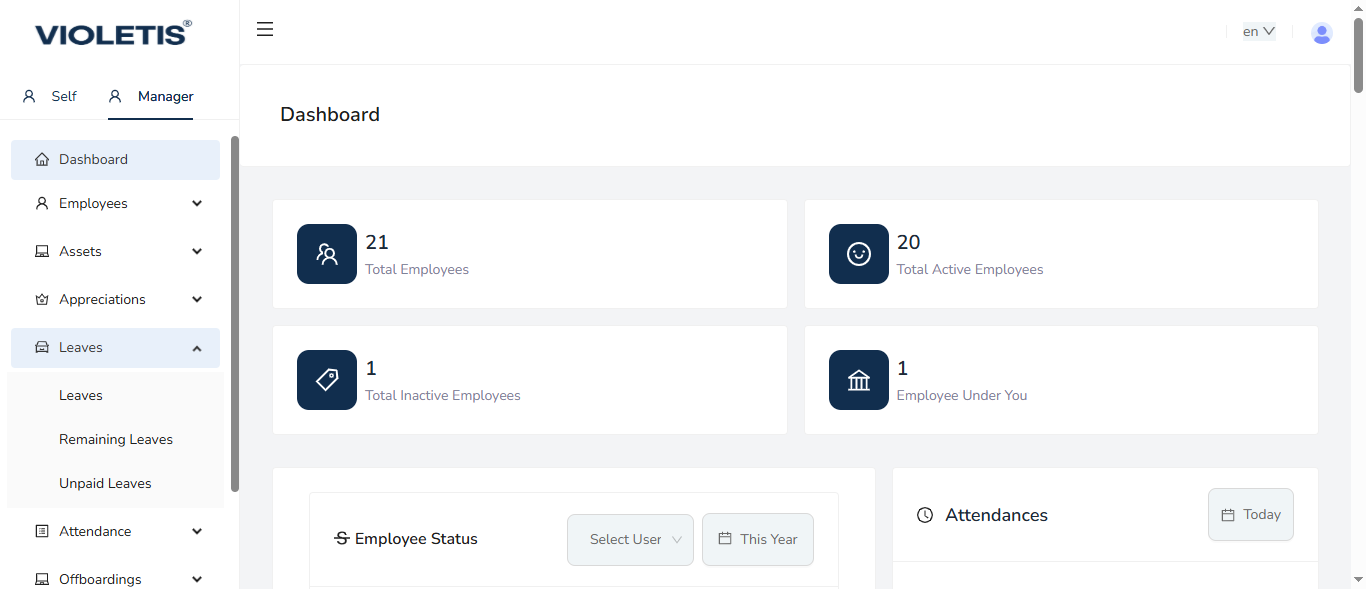 VIOLETIS®
en
Self
Manager
Dashboard
Dashboard
Employees
Assets
Appreciations
Leaves
Leaves
Remaining Leaves
Unpaid Leaves
Attendance
Offboardings
21
Total Employees
20
Total Active Employees
1
Total Inactive Employees
1
Employee Under You
Employee Status
Select User
This Year
Attendances
Today